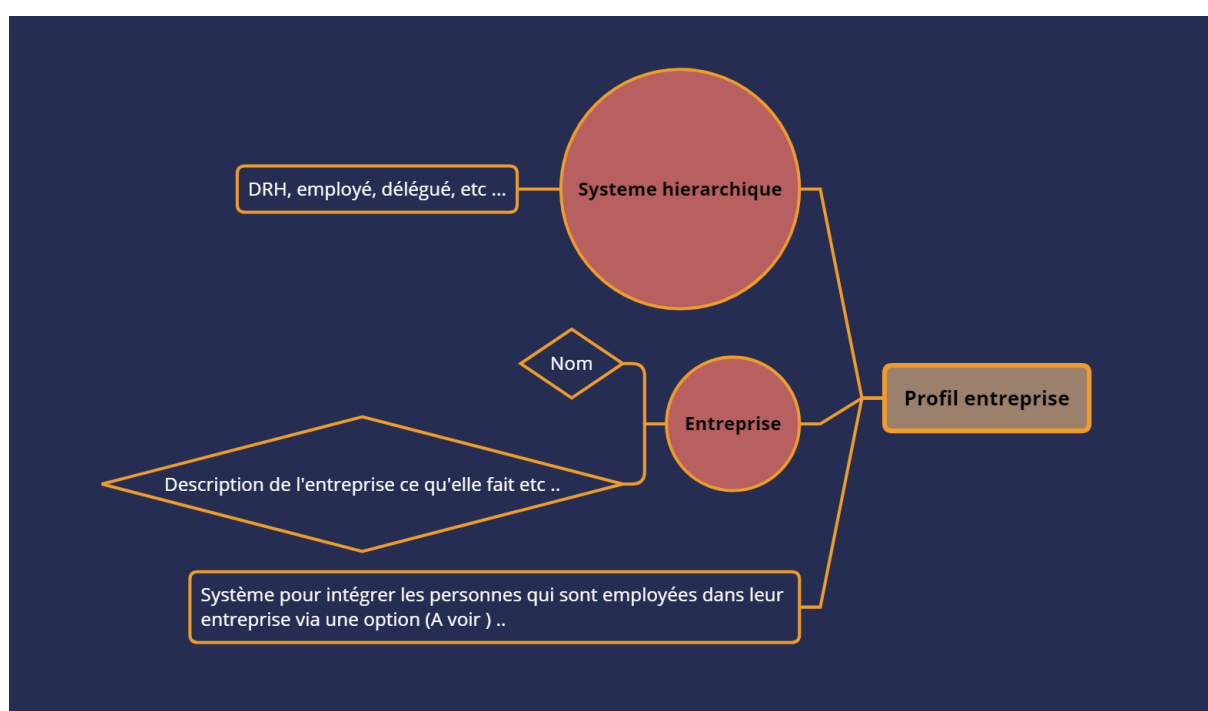 DRH, employé, délégué, etc ...
Systeme hierarchique
Nom
Entreprise
Profil entreprise
Description de l'entreprise ce qu'elle fait etc ..
Système pour intégrer les personnes qui sont employées dans leur
entreprise via une option (A voir ) ..